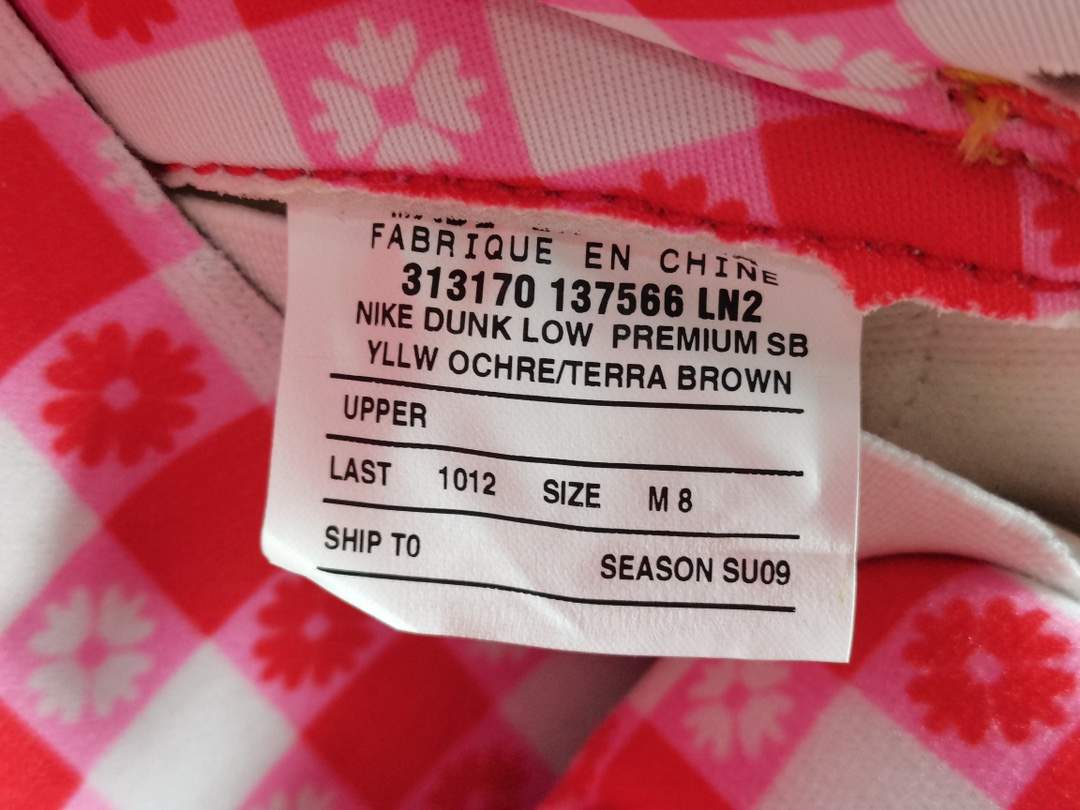 FABRIQUE EN CHINE
313170 137566 LN2
NIKE DUNK LOW PREMIUM SB
YLLW OCHRE/TERRA BROWN
UPPER
LAST 1012 SIZE M 8
SHIP TO
SEASON SU09